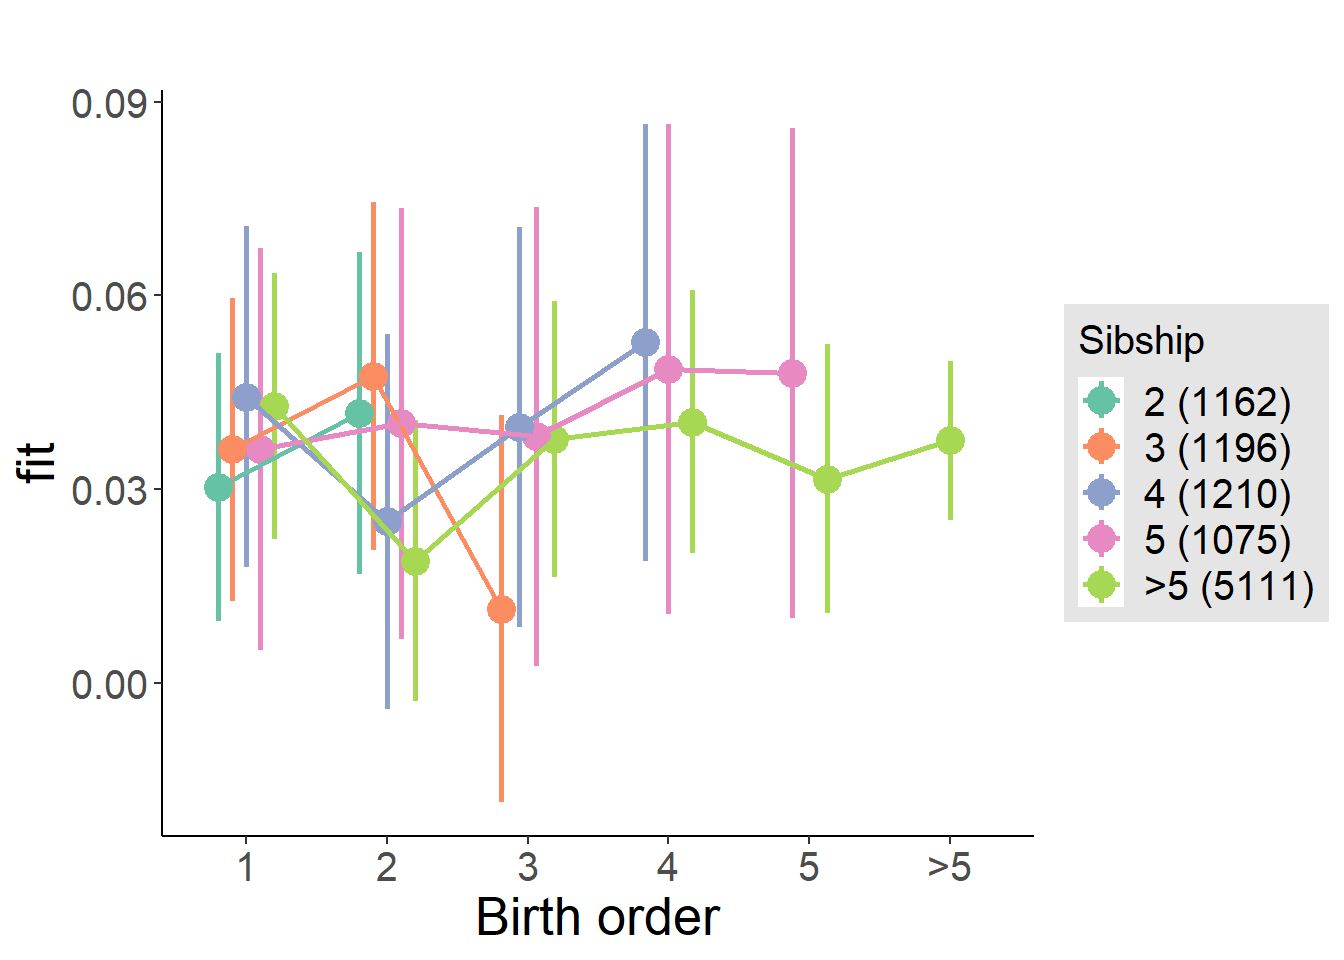 0.09
0.06
0.03
0.00
fit
1 2 3 4 5 >5
Birth order
Sibship
2 (1162)
3 (1196)
4 (1210)
5 (1075)
>5 (5111)